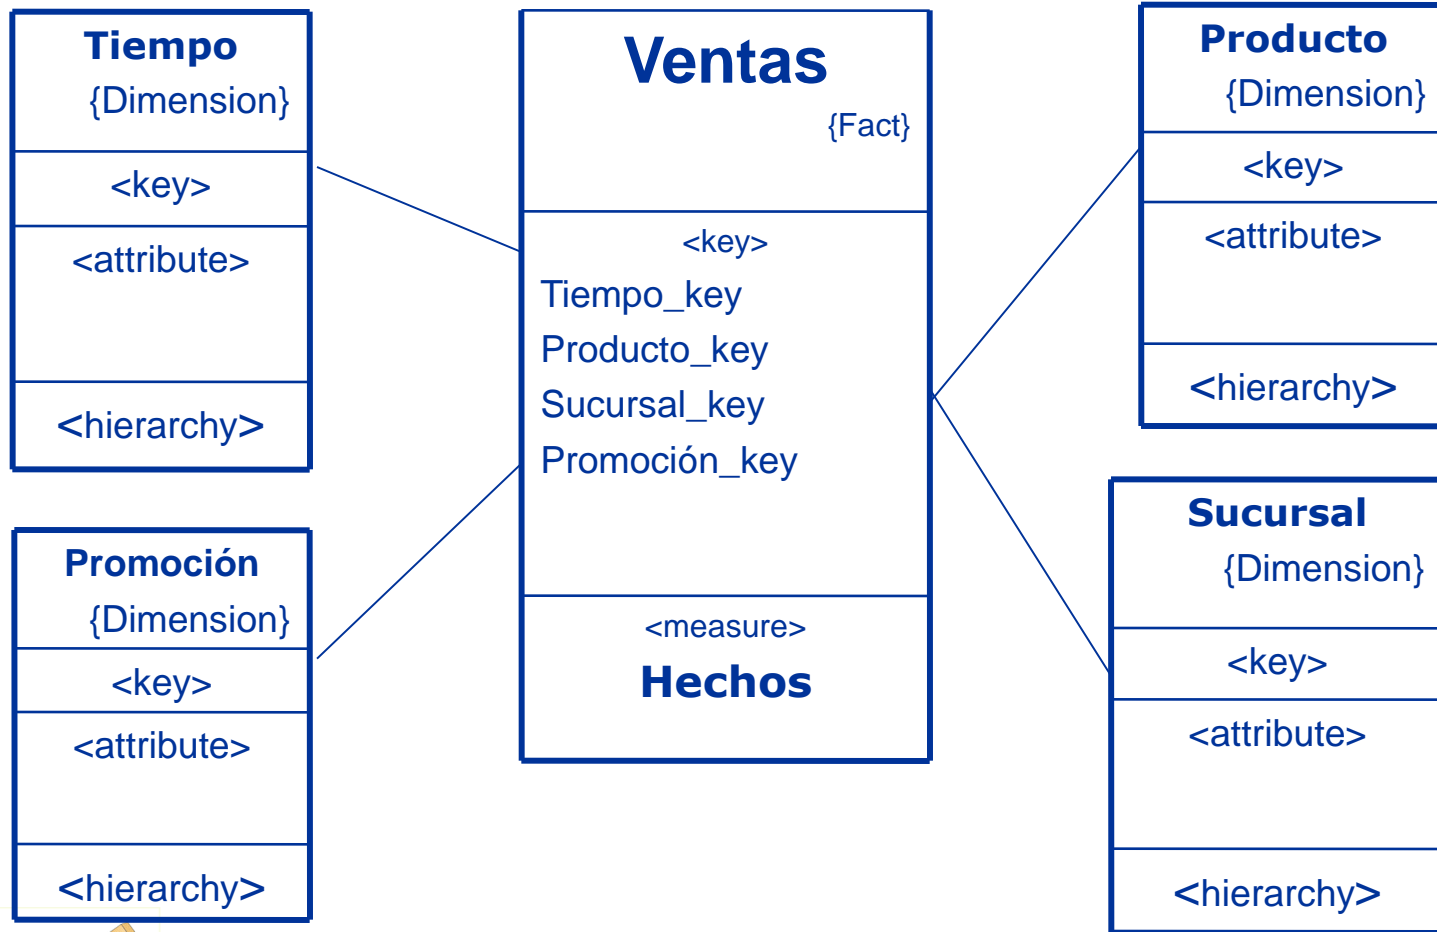 Tiempo
{Dimension}
<key>
<attribute>
<hierarchy>
Promoción
{Dimension}
<key>
<attribute>
<hierarchy>
Ventas
{Fact}
<key>
Tiempo_key
Producto_key
Sucursal_key
Promoción_key
<measure>
Hechos
Producto
{Dimension}
<key>
<attribute>
<hierarchy>
Sucursal
{Dimension}
<key>
<attribute>
<hierarchy>